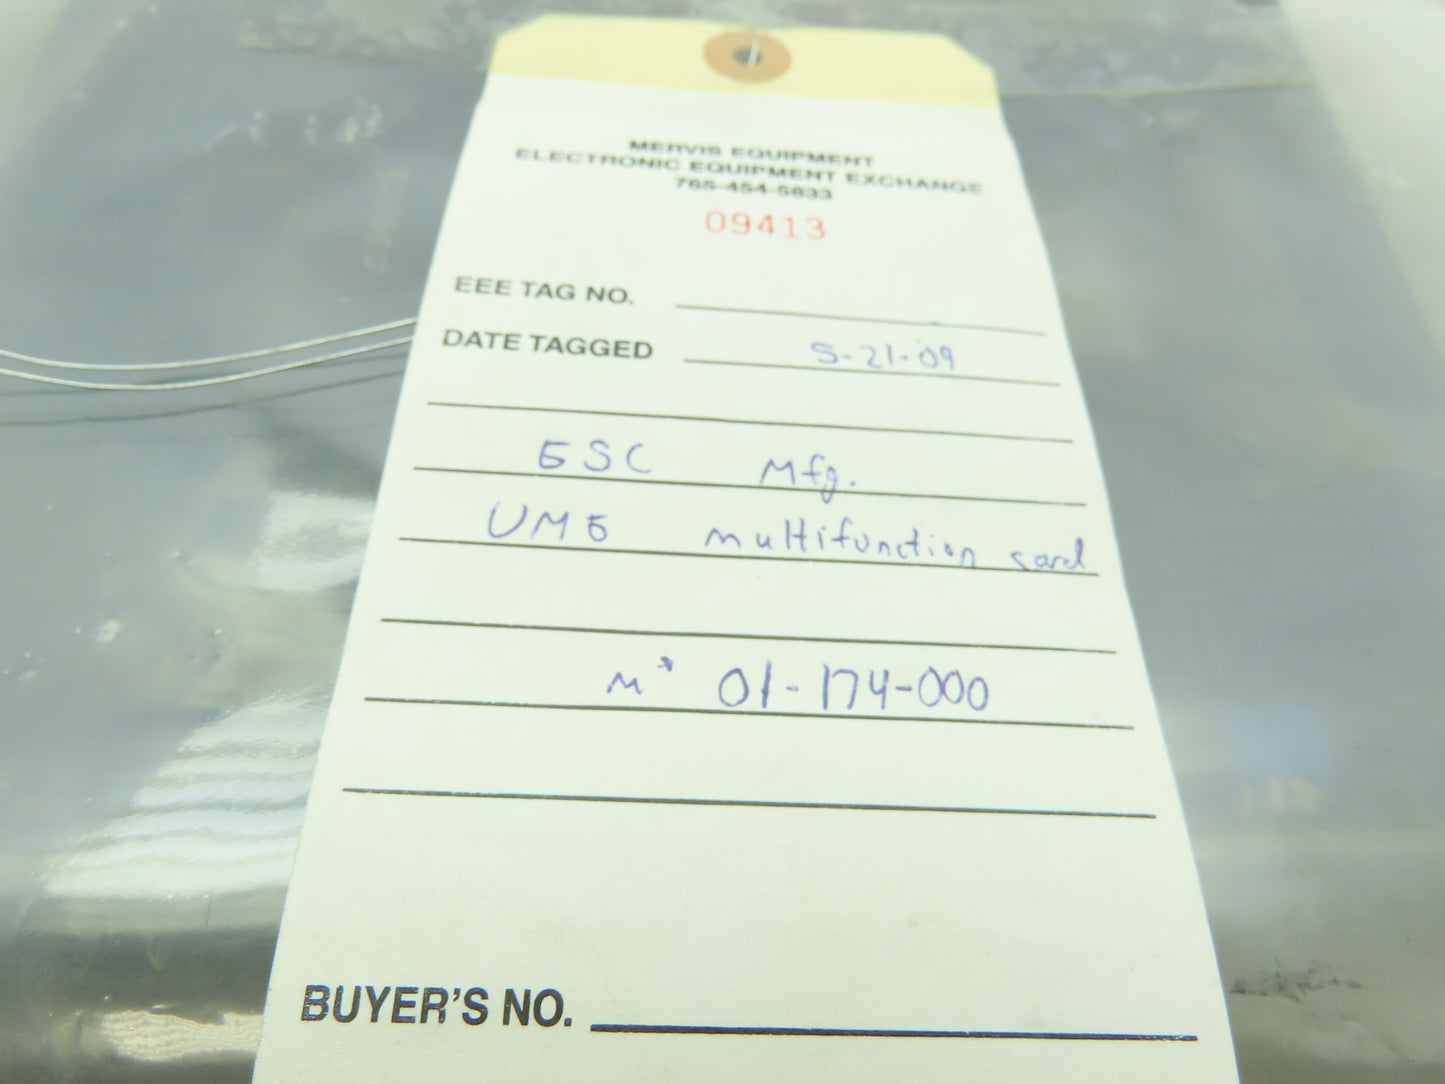 MERVIS EQUIPMENT
ELECTRONIC EQUIPMENT EXCHANGE
765-454-5833
09413
EEE TAG NO.
DATE TAGGED 5-21-09
ESC Mfg.
UME multifunction card
M# 01-174-000
BUYER'S NO.